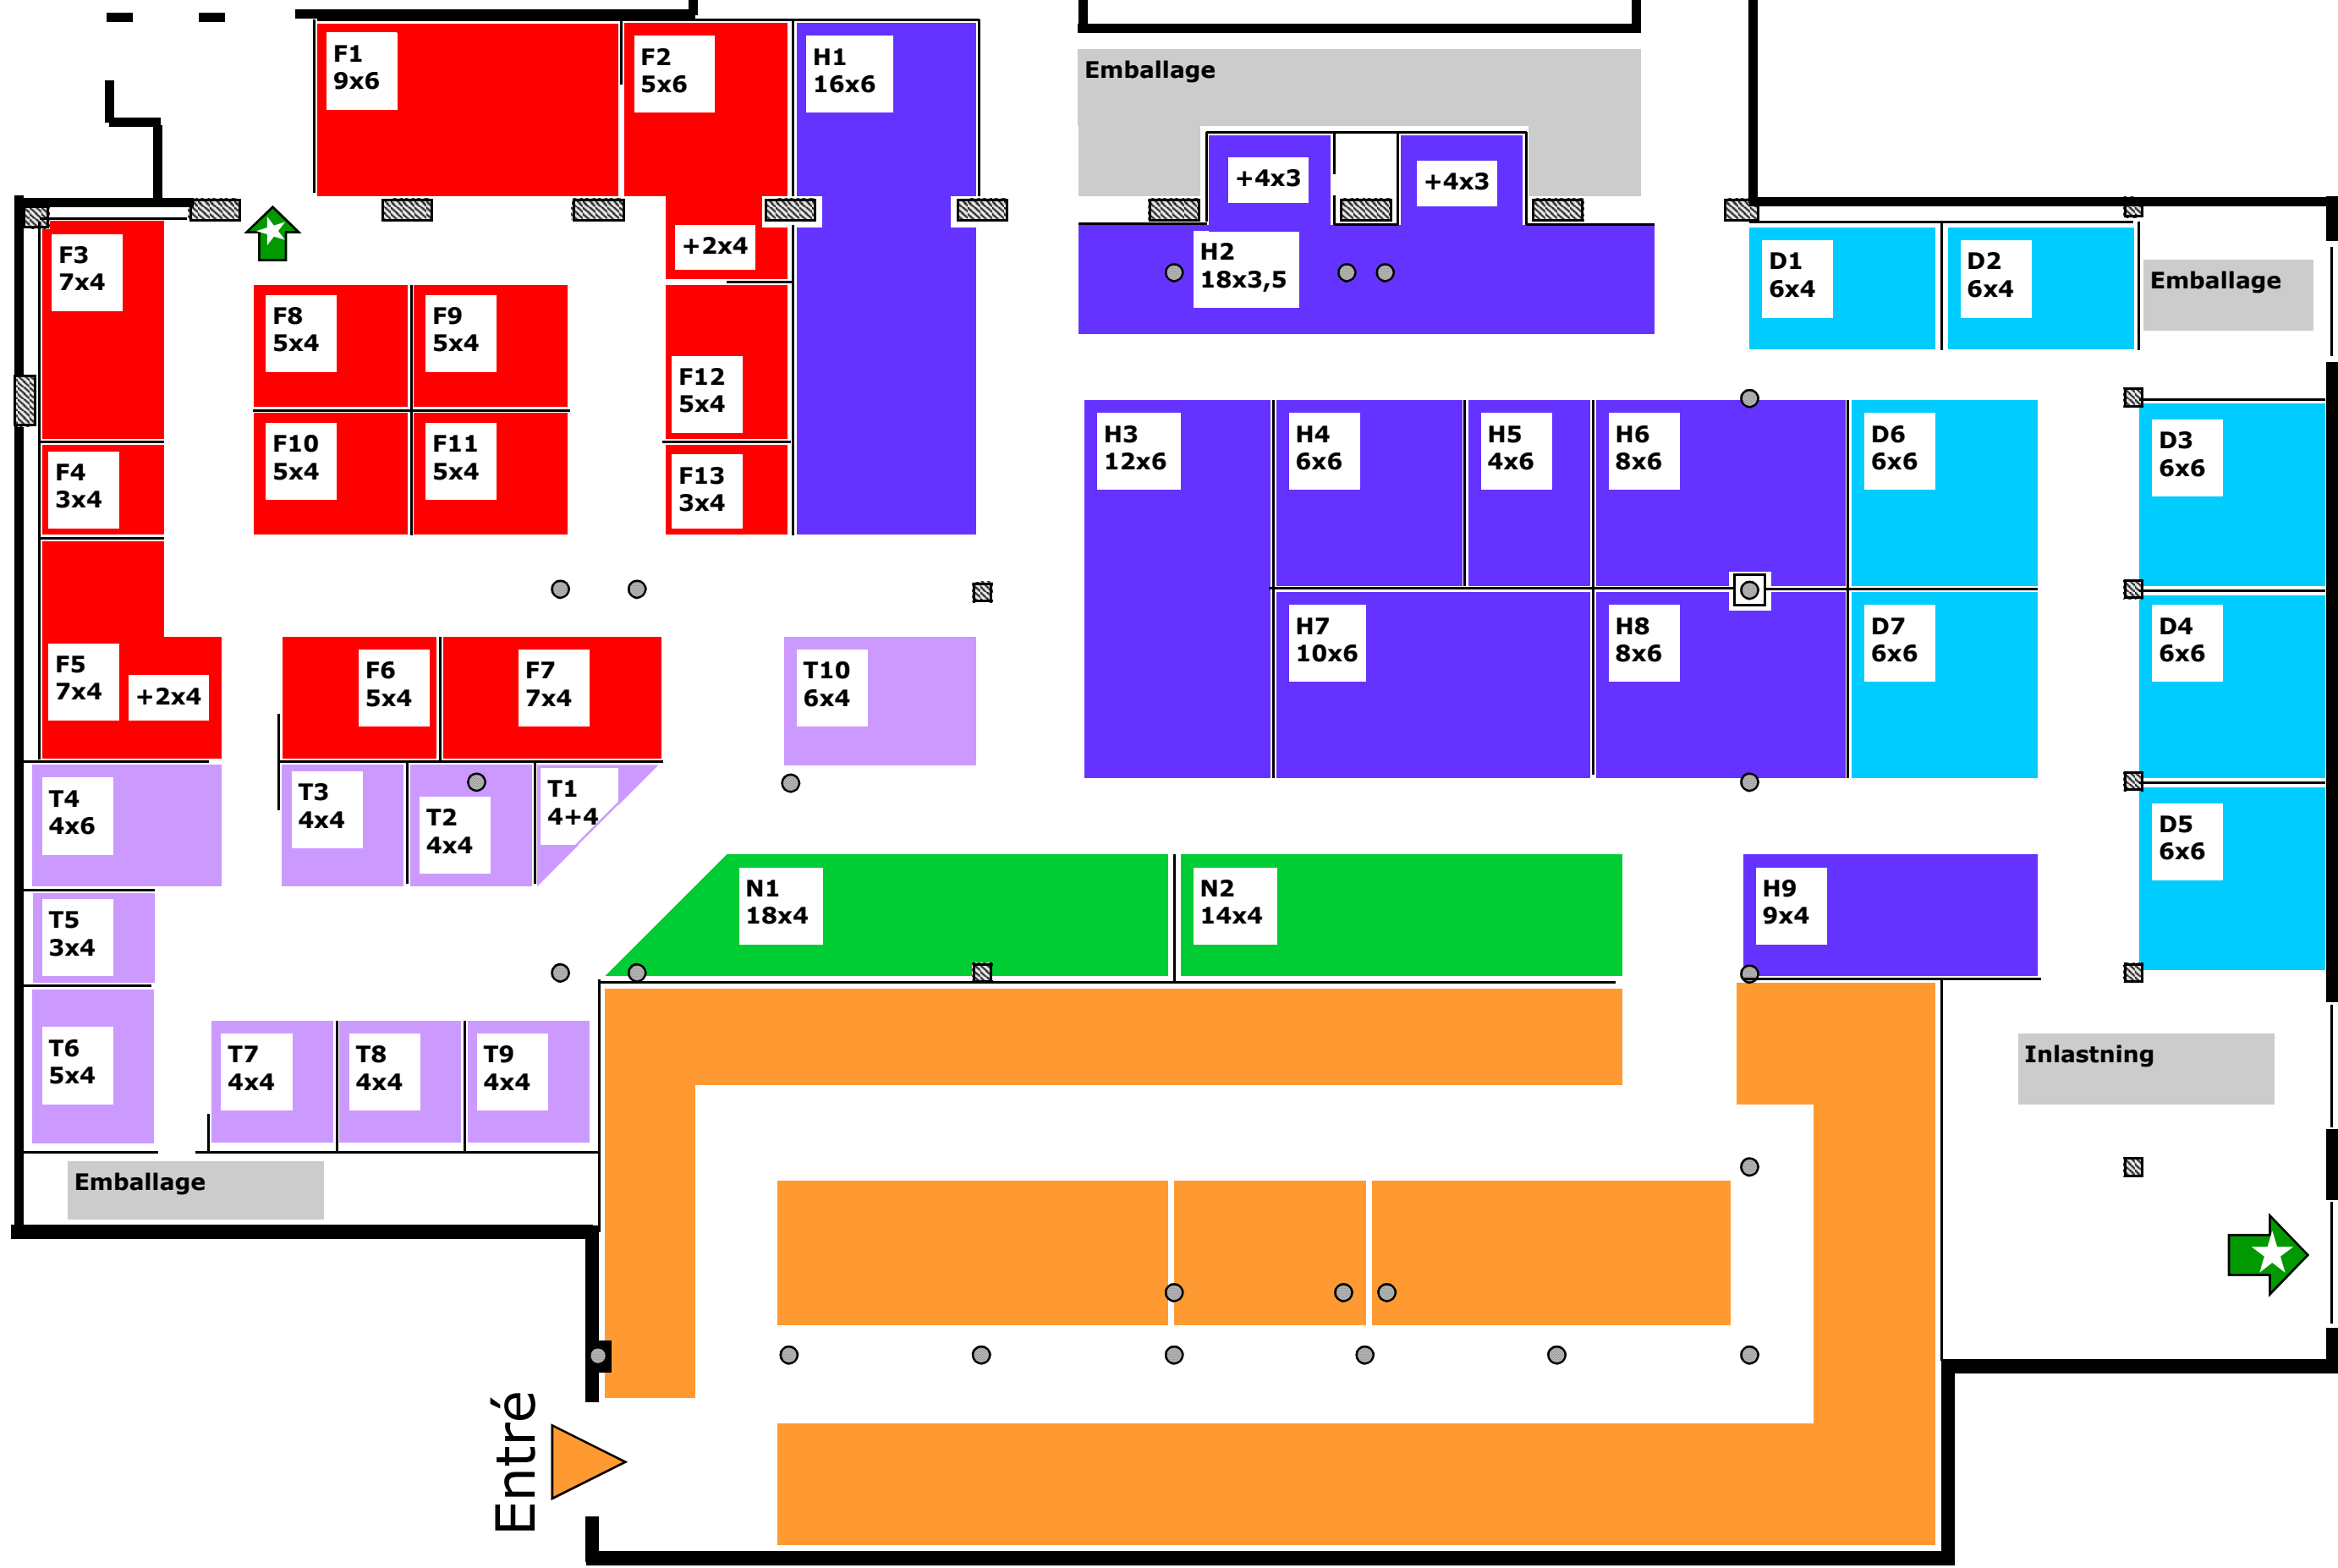 F1
9x6
F2
5x6
+2x4
H1
16x6
Emballage
+4x3
+4x3
H2
18x3,5
D1
6x4
D2
6x4
Emballage
F3
7x4
F8
5x4
F9
5x4
F10
5x4
F11
5x4
F12
5x4
F13
3x4
F4
3x4
H3
12x6
H4
6x6
H5
4x6
H6
8x6
D6
6x6
D3
6x6
F5
7x4
+2x4
F6
5x4
F7
7x4
T10
6x4
H7
10x6
H8
8x6
D7
6x6
D4
6x6
T4
4x6
T3
4x4
T2
4x4
T1
4+4
D5
6x6
T5
3x4
N1
18x4
N2
14x4
H9
9x4
T6
5x4
T7
4x4
T8
4x4
T9
4x4
Inlastning
Emballage
Entré